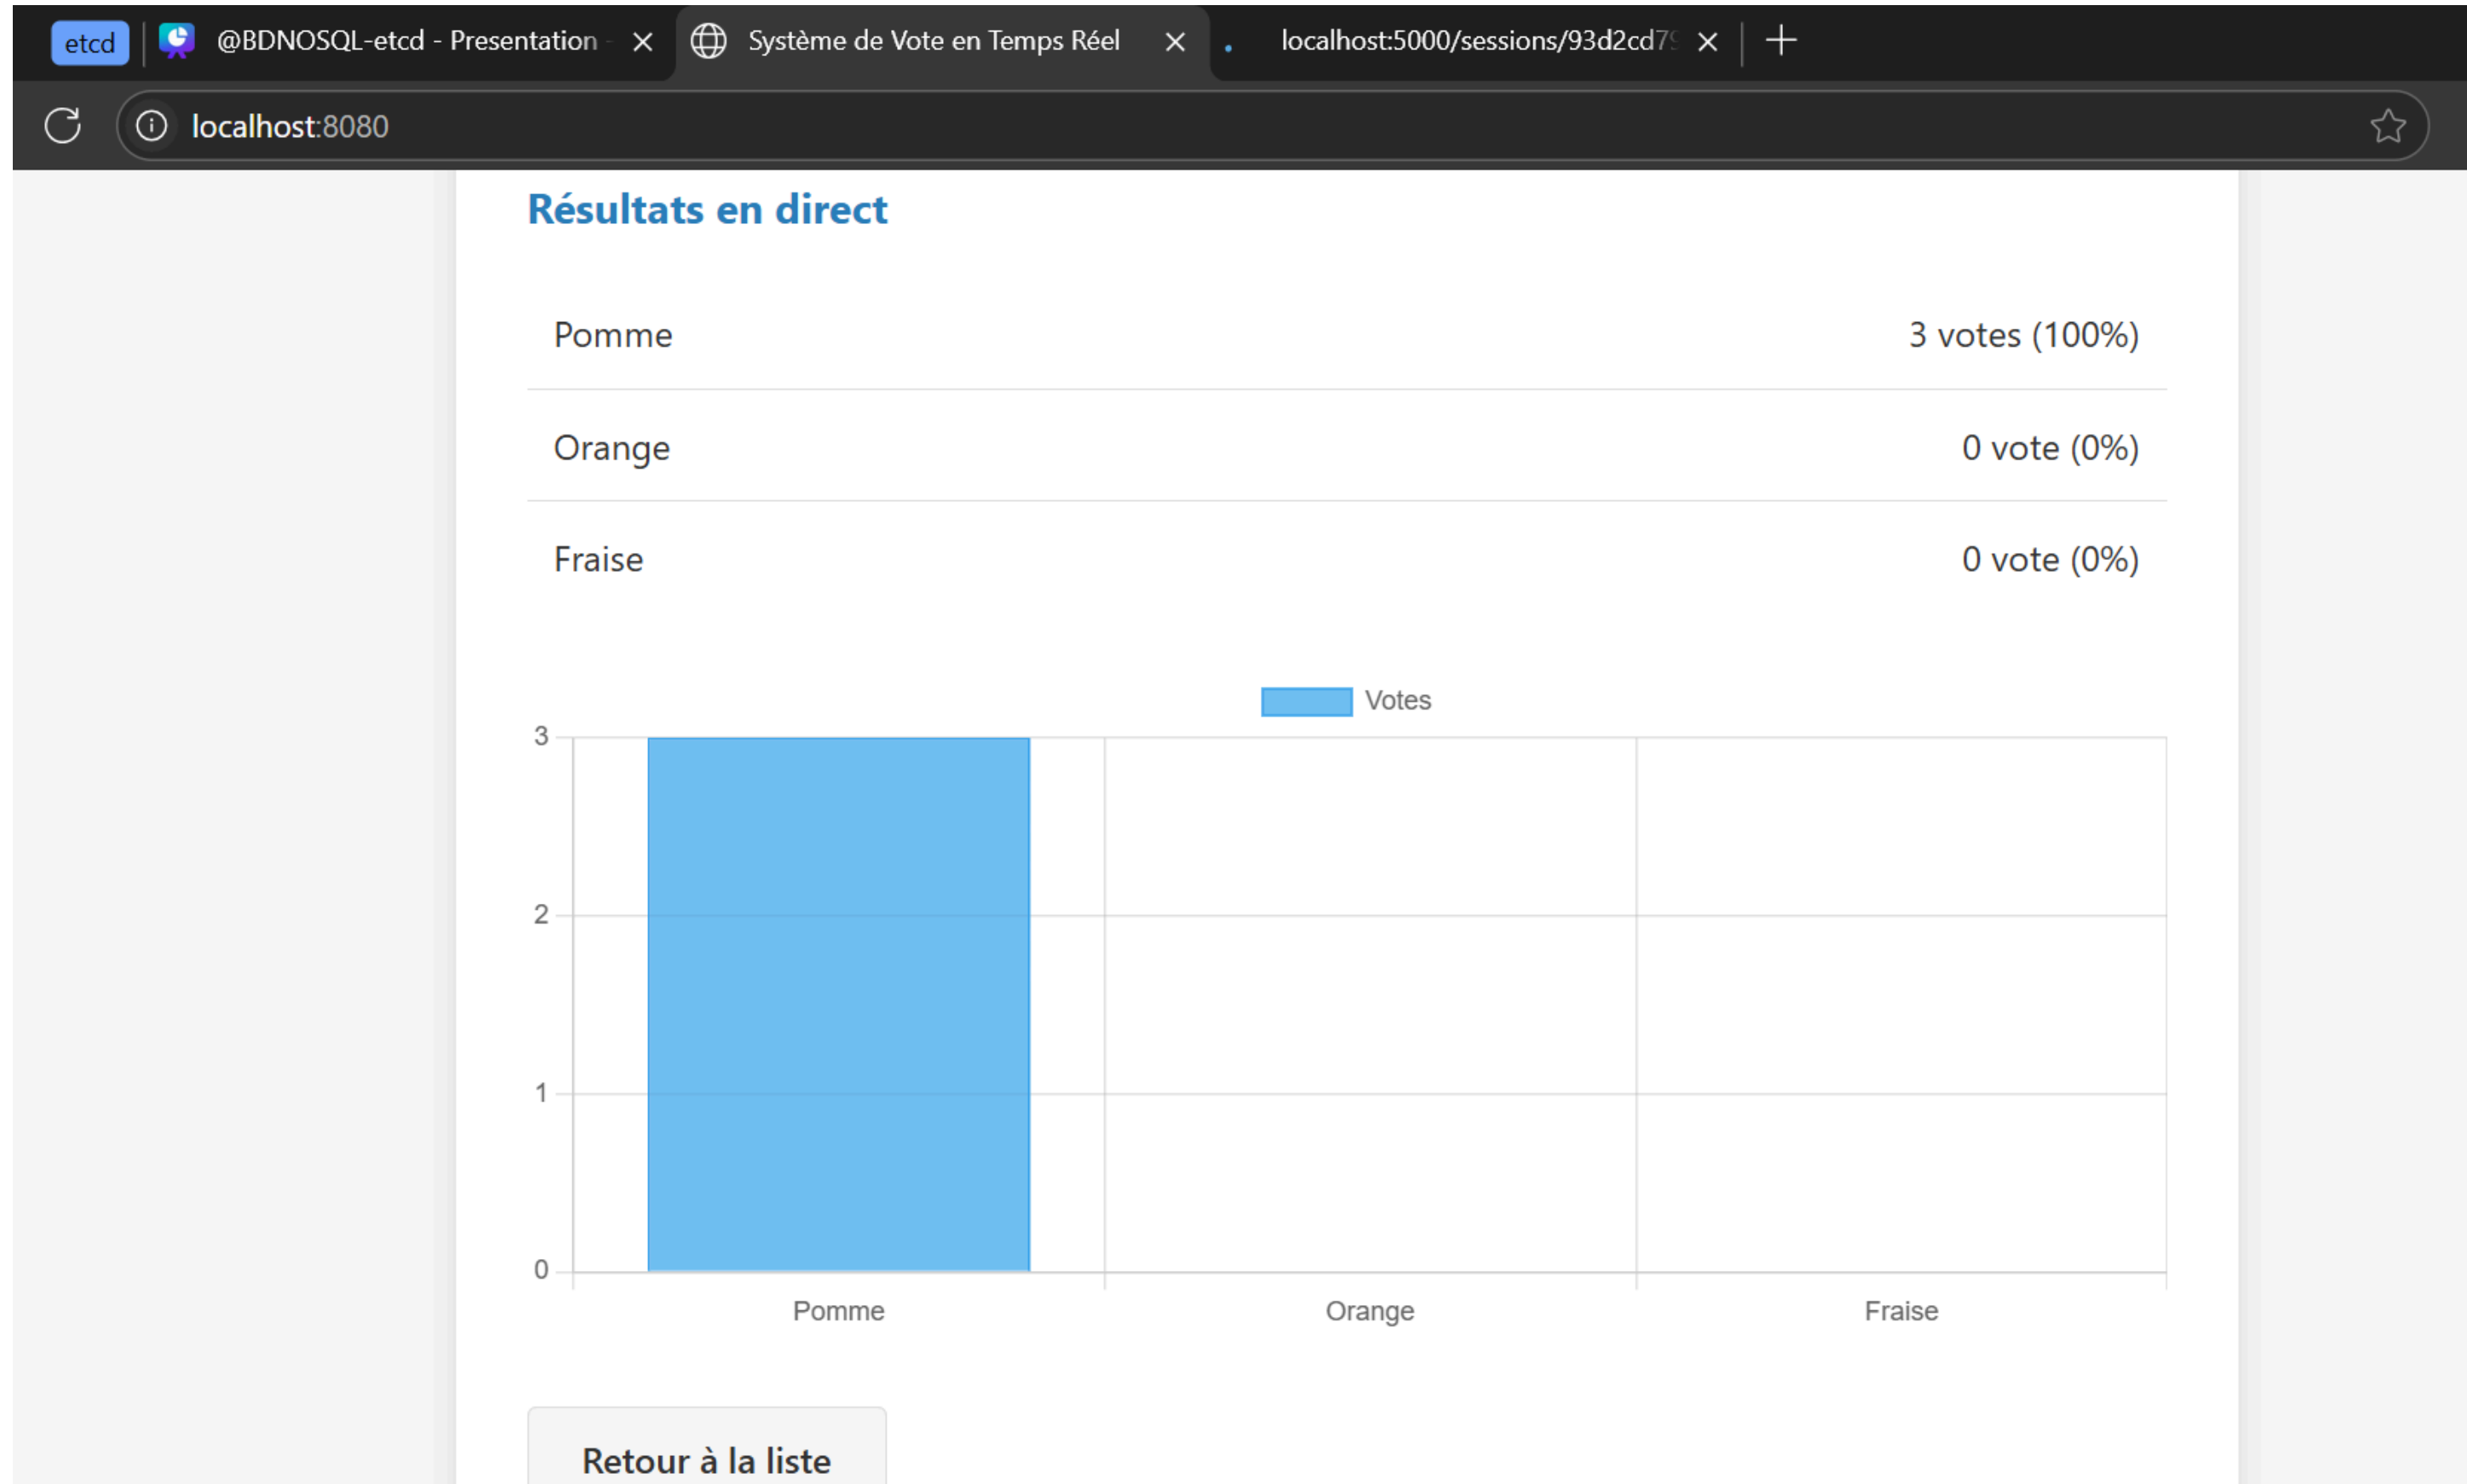 etcd @BDNOSQL-etcd - Presentation - Système de Vote en Temps Réel localhost:5000/sessions/93d2cd79
localhost:8080
Résultats en direct
Pomme 3 votes (100%)
Orange 0 vote (0%)
Fraise 0 vote (0%)
Votes
3
2
1
0
Pomme Orange Fraise
Retour à la liste